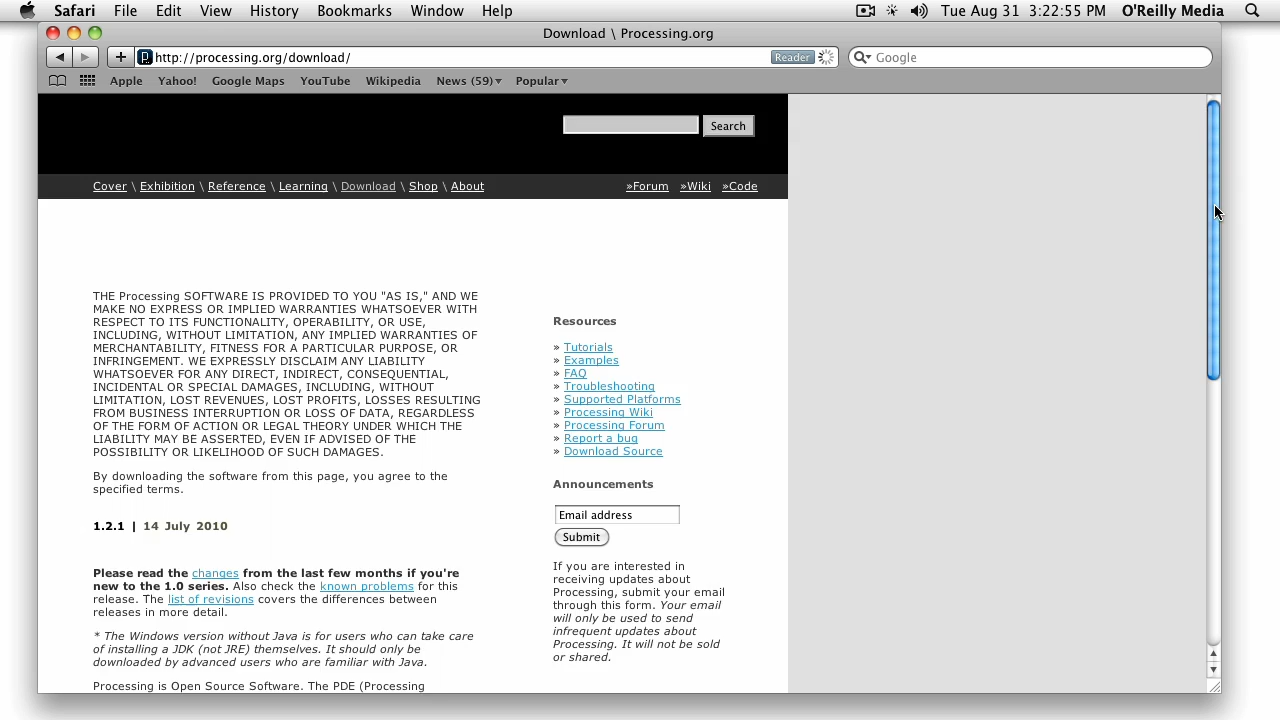 Safari File Edit View History Bookmarks Window Help Tue Aug 31 3:22:55 PM O'Reilly Media
Download \ Processing.org
http://processing.org/download/ Reader Google
Apple Yahoo! Google Maps YouTube Wikipedia News (59) Popular
Search
Cover \ Exhibition \ Reference \ Learning \ Download \ Shop \ About »Forum »Wiki »Code
THE Processing SOFTWARE IS PROVIDED TO YOU "AS IS," AND WE
MAKE NO EXPRESS OR IMPLIED WARRANTIES WHATSOEVER WITH
RESPECT TO ITS FUNCTIONALITY, OPERABILITY, OR USE,
INCLUDING, WITHOUT LIMITATION, ANY IMPLIED WARRANTIES OF
MERCHANTABILITY, FITNESS FOR A PARTICULAR PURPOSE, OR
INFRINGEMENT. WE EXPRESSLY DISCLAIM ANY LIABILITY
WHATSOEVER FOR ANY DIRECT, INDIRECT, CONSEQUENTIAL,
INCIDENTAL OR SPECIAL DAMAGES, INCLUDING, WITHOUT
LIMITATION, LOST REVENUES, LOST PROFITS, LOSSES RESULTING
FROM BUSINESS INTERRUPTION OR LOSS OF DATA, REGARDLESS
OF THE FORM OF ACTION OR LEGAL THEORY UNDER WHICH THE
LIABILITY MAY BE ASSERTED, EVEN IF ADVISED OF THE
POSSIBILITY OR LIKELIHOOD OF SUCH DAMAGES.
By downloading the software from this page, you agree to the
specified terms.
1.2.1 | 14 July 2010
Please read the changes from the last few months if you're
new to the 1.0 series. Also check the known problems for this
release. The list of revisions covers the differences between
releases in more detail.
* The Windows version without Java is for users who can take care
of installing a JDK (not JRE) themselves. It should only be
downloaded by advanced users who are familiar with Java.
Processing is Open Source Software. The PDE (Processing
Resources
» Tutorials
» Examples
» FAQ
» Troubleshooting
» Supported Platforms
» Processing Wiki
» Processing Forum
» Report a bug
» Download Source
Announcements
Email address
Submit
If you are interested in
receiving updates about
Processing, submit your email
through this form. Your email
will only be used to send
infrequent updates about
Processing. It will not be sold
or shared.